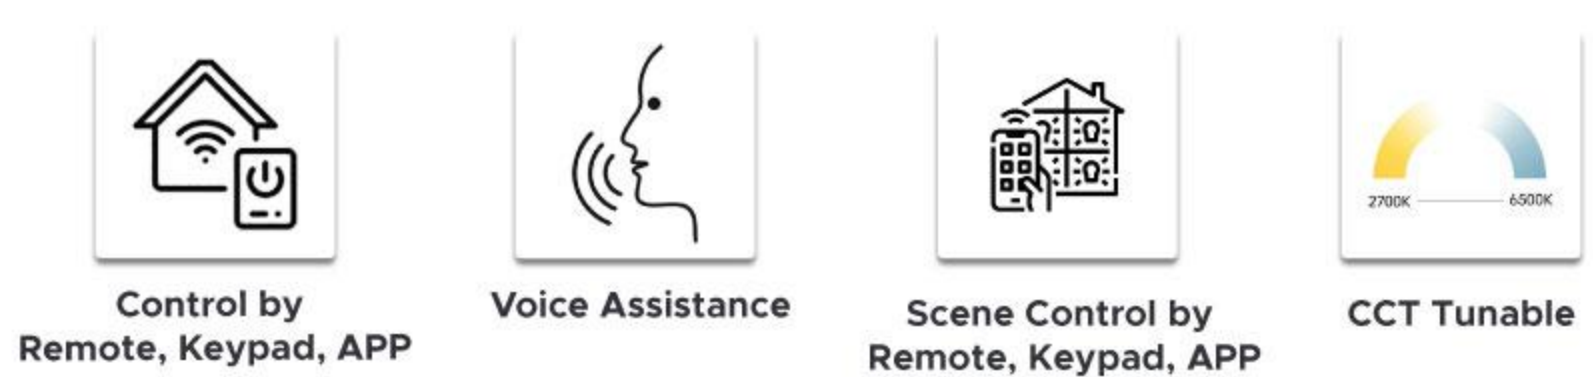 2700K
6500K
Control by
Remote, Keypad, APP
Voice Assistance
Scene Control by
Remote, Keypad, APP
CCT Tunable